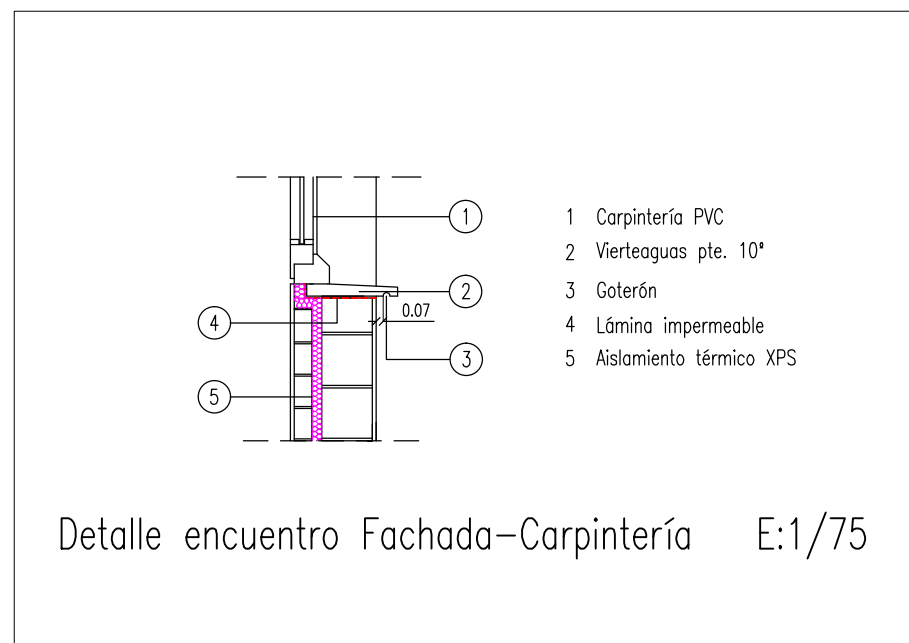 1
2
4
0.07
3
5
1 Carpintería PVC
2 Vierteaguas pte. 10°
3 Goterón
4 Lámina impermeable
5 Aislamiento térmico XPS
Detalle encuentro Fachada-Carpintería E:1/75